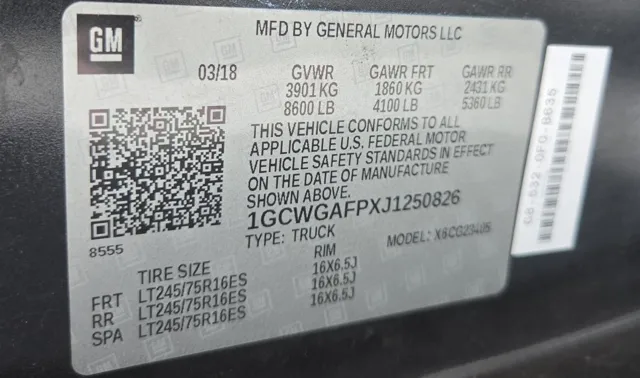 GM
MFD BY GENERAL MOTORS LLC
03/18 GVWR GAWR FRT GAWR RR
3901 KG 1860 KG 2431 KG
8600 LB 4100 LB 5360 LB
THIS VEHICLE CONFORMS TO ALL
APPLICABLE U.S. FEDERAL MOTOR
VEHICLE SAFETY STANDARDS IN EFFECT
ON THE DATE OF MANUFACTURE
SHOWN ABOVE.
1GCWGAFPXJ1250826
TYPE: TRUCK MODEL: X6CG23405
8555
TIRE SIZE RIM
FRT LT245/75R16ES 16X6.5J
RR LT245/75R16ES 16X6.5J
SPA LT245/75R16ES 16X6.5J